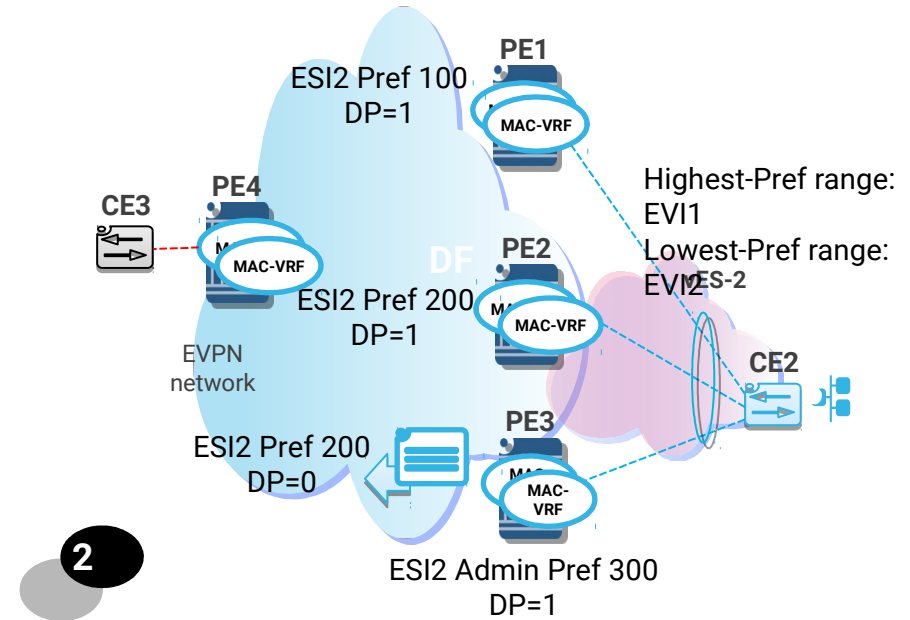 PE1
ESI2 Pref 100
DP=1
MAC-VRF
Highest-Pref range:
EVI1
Lowest-Pref range:
EVI2
PE4
CE3
MAC-VRF
DF
PE2
ESI2 Pref 200
DP=1
MAC-VRF
EVPN
network
CE2
PE3
ESI2 Pref 200
DP=0
MAC-
VRF
ESI2 Admin Pref 300
DP=1
2